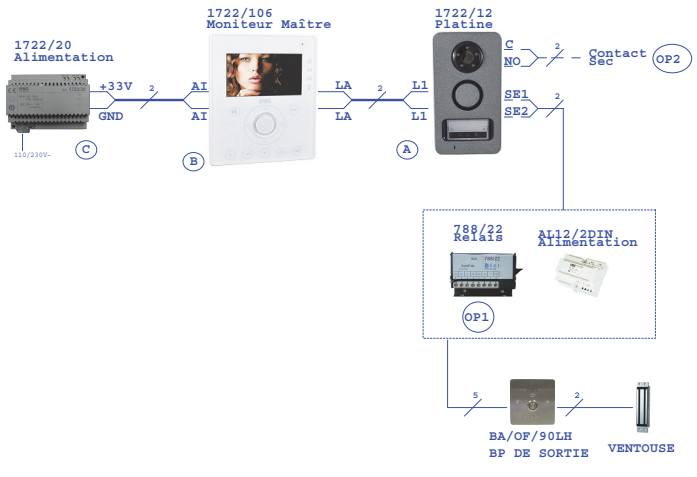 1722/106
Moniteur Maître
1722/12
Platine
1722/20
Alimentation
C
NO
2
Contact
Sec
OP2
+33V
GND
2
AI
AI
LA
LA
2
L1
L1
SE1
SE2
2
C
B
A
110/230V~
788/22
Relais
AL12/2DIN
Alimentation
788/22
OP1
5
2
BA/OF/90LH
BP DE SORTIE
VENTOUSE